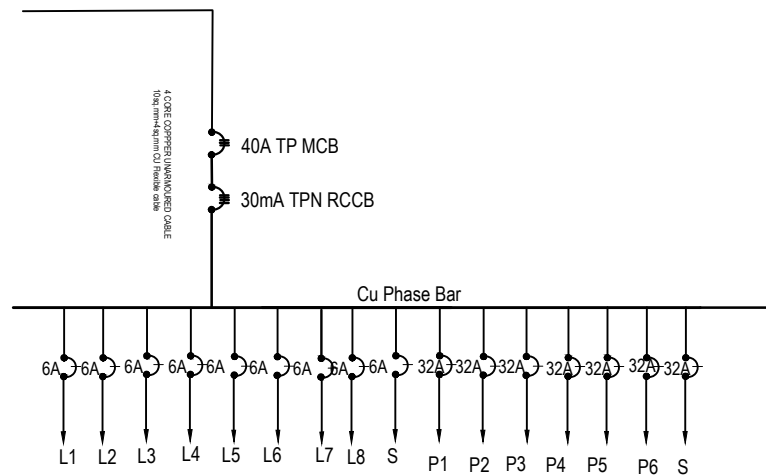 4 CORE COPPPER UNARMOURED CABLE
10sq.mm+4sq.mm CU Flexible cable
40A TP MCB
30mA TPN RCCB
Cu Phase Bar
6A 6A 6A 6A 6A 6A 6A 6A 6A 32A 32A 32A 32A 32A 32A 32A
L1 L2 L3 L4 L5 L6 L7 L8 S P1 P2 P3 P4 P5 P6 S